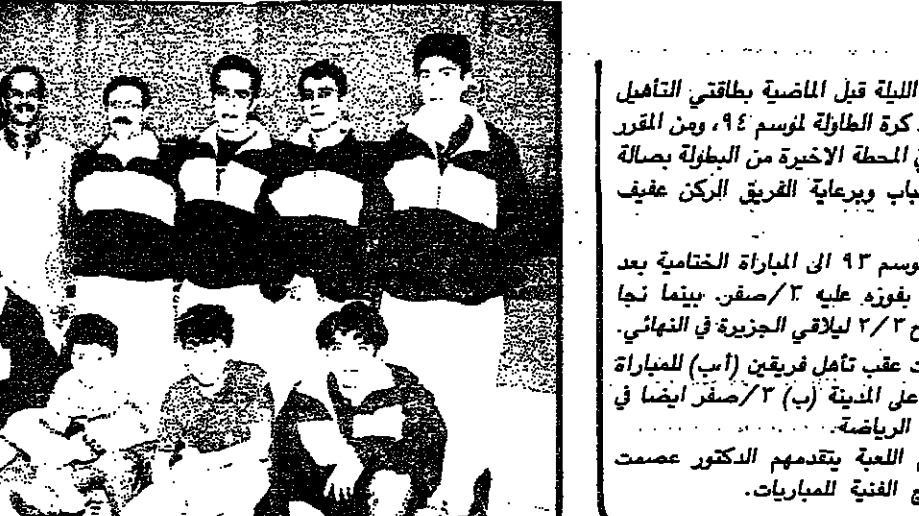 الليلة قبل الماضية بطاقتي التأهيل
كرة الطاولة لموسم ٩٤، ومن المقرر
المحطة الاخيرة من البطولة بصالة
وبرعاية الفريق الركن عفيف
٩٣ الى المباراة الختامية بعد
بفوزه عليه ٣/صفر. بينما نجا
٢/٣ ليلاقي الجزيرة في النهائي.
عقب تأهل فريقين (أ،ب) للمباراة
على المدينة (ب) ٣/صفر ايضا في
الرياضة.
اللعبة يتقدمهم الدكتور عصمت
الفنية للمباريات.